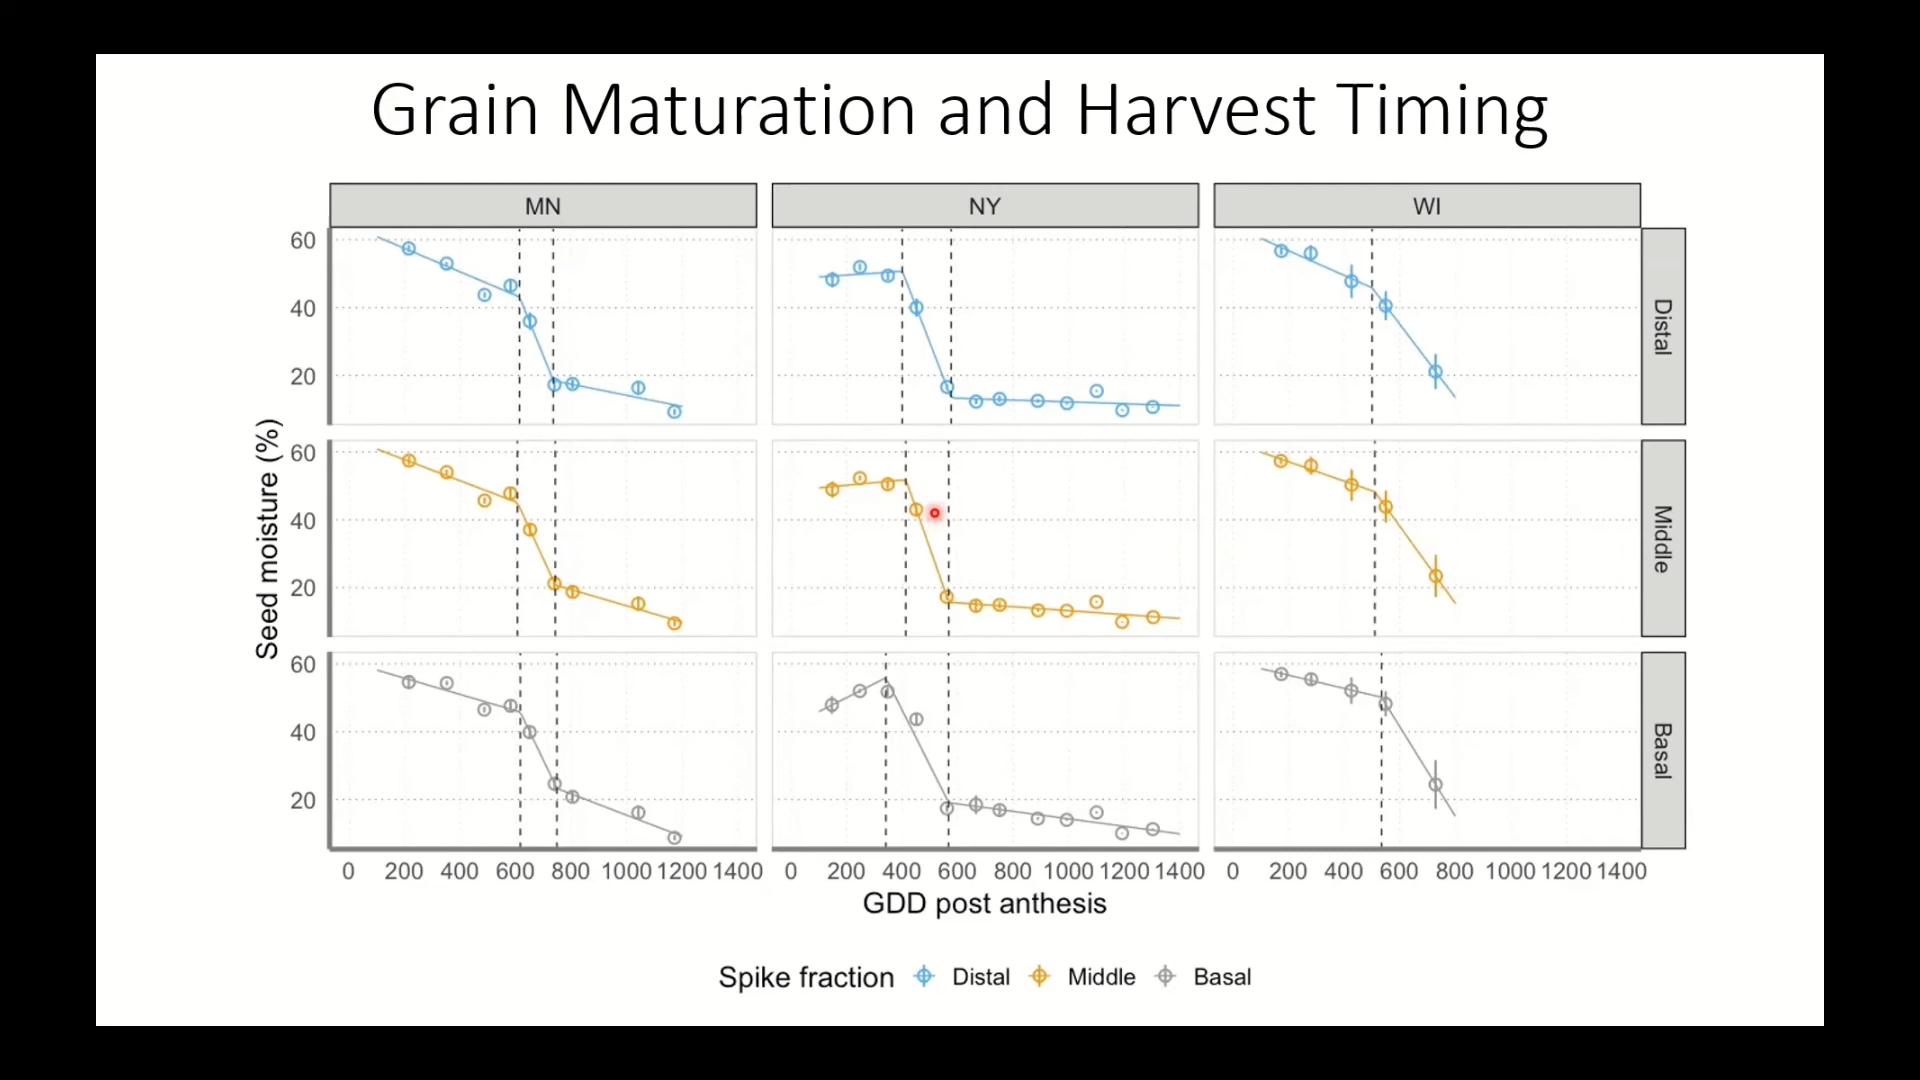 Grain Maturation and Harvest Timing
MN NY WI
60
40
20
Distal
60
40
20
Middle
60
40
20
Basal
Seed moisture (%)
0 200 400 600 800 1000 1200 1400 0 200 400 600 800 1000 1200 1400 0 200 400 600 800 1000 1200 1400
GDD post anthesis
Spike fraction Distal Middle Basal